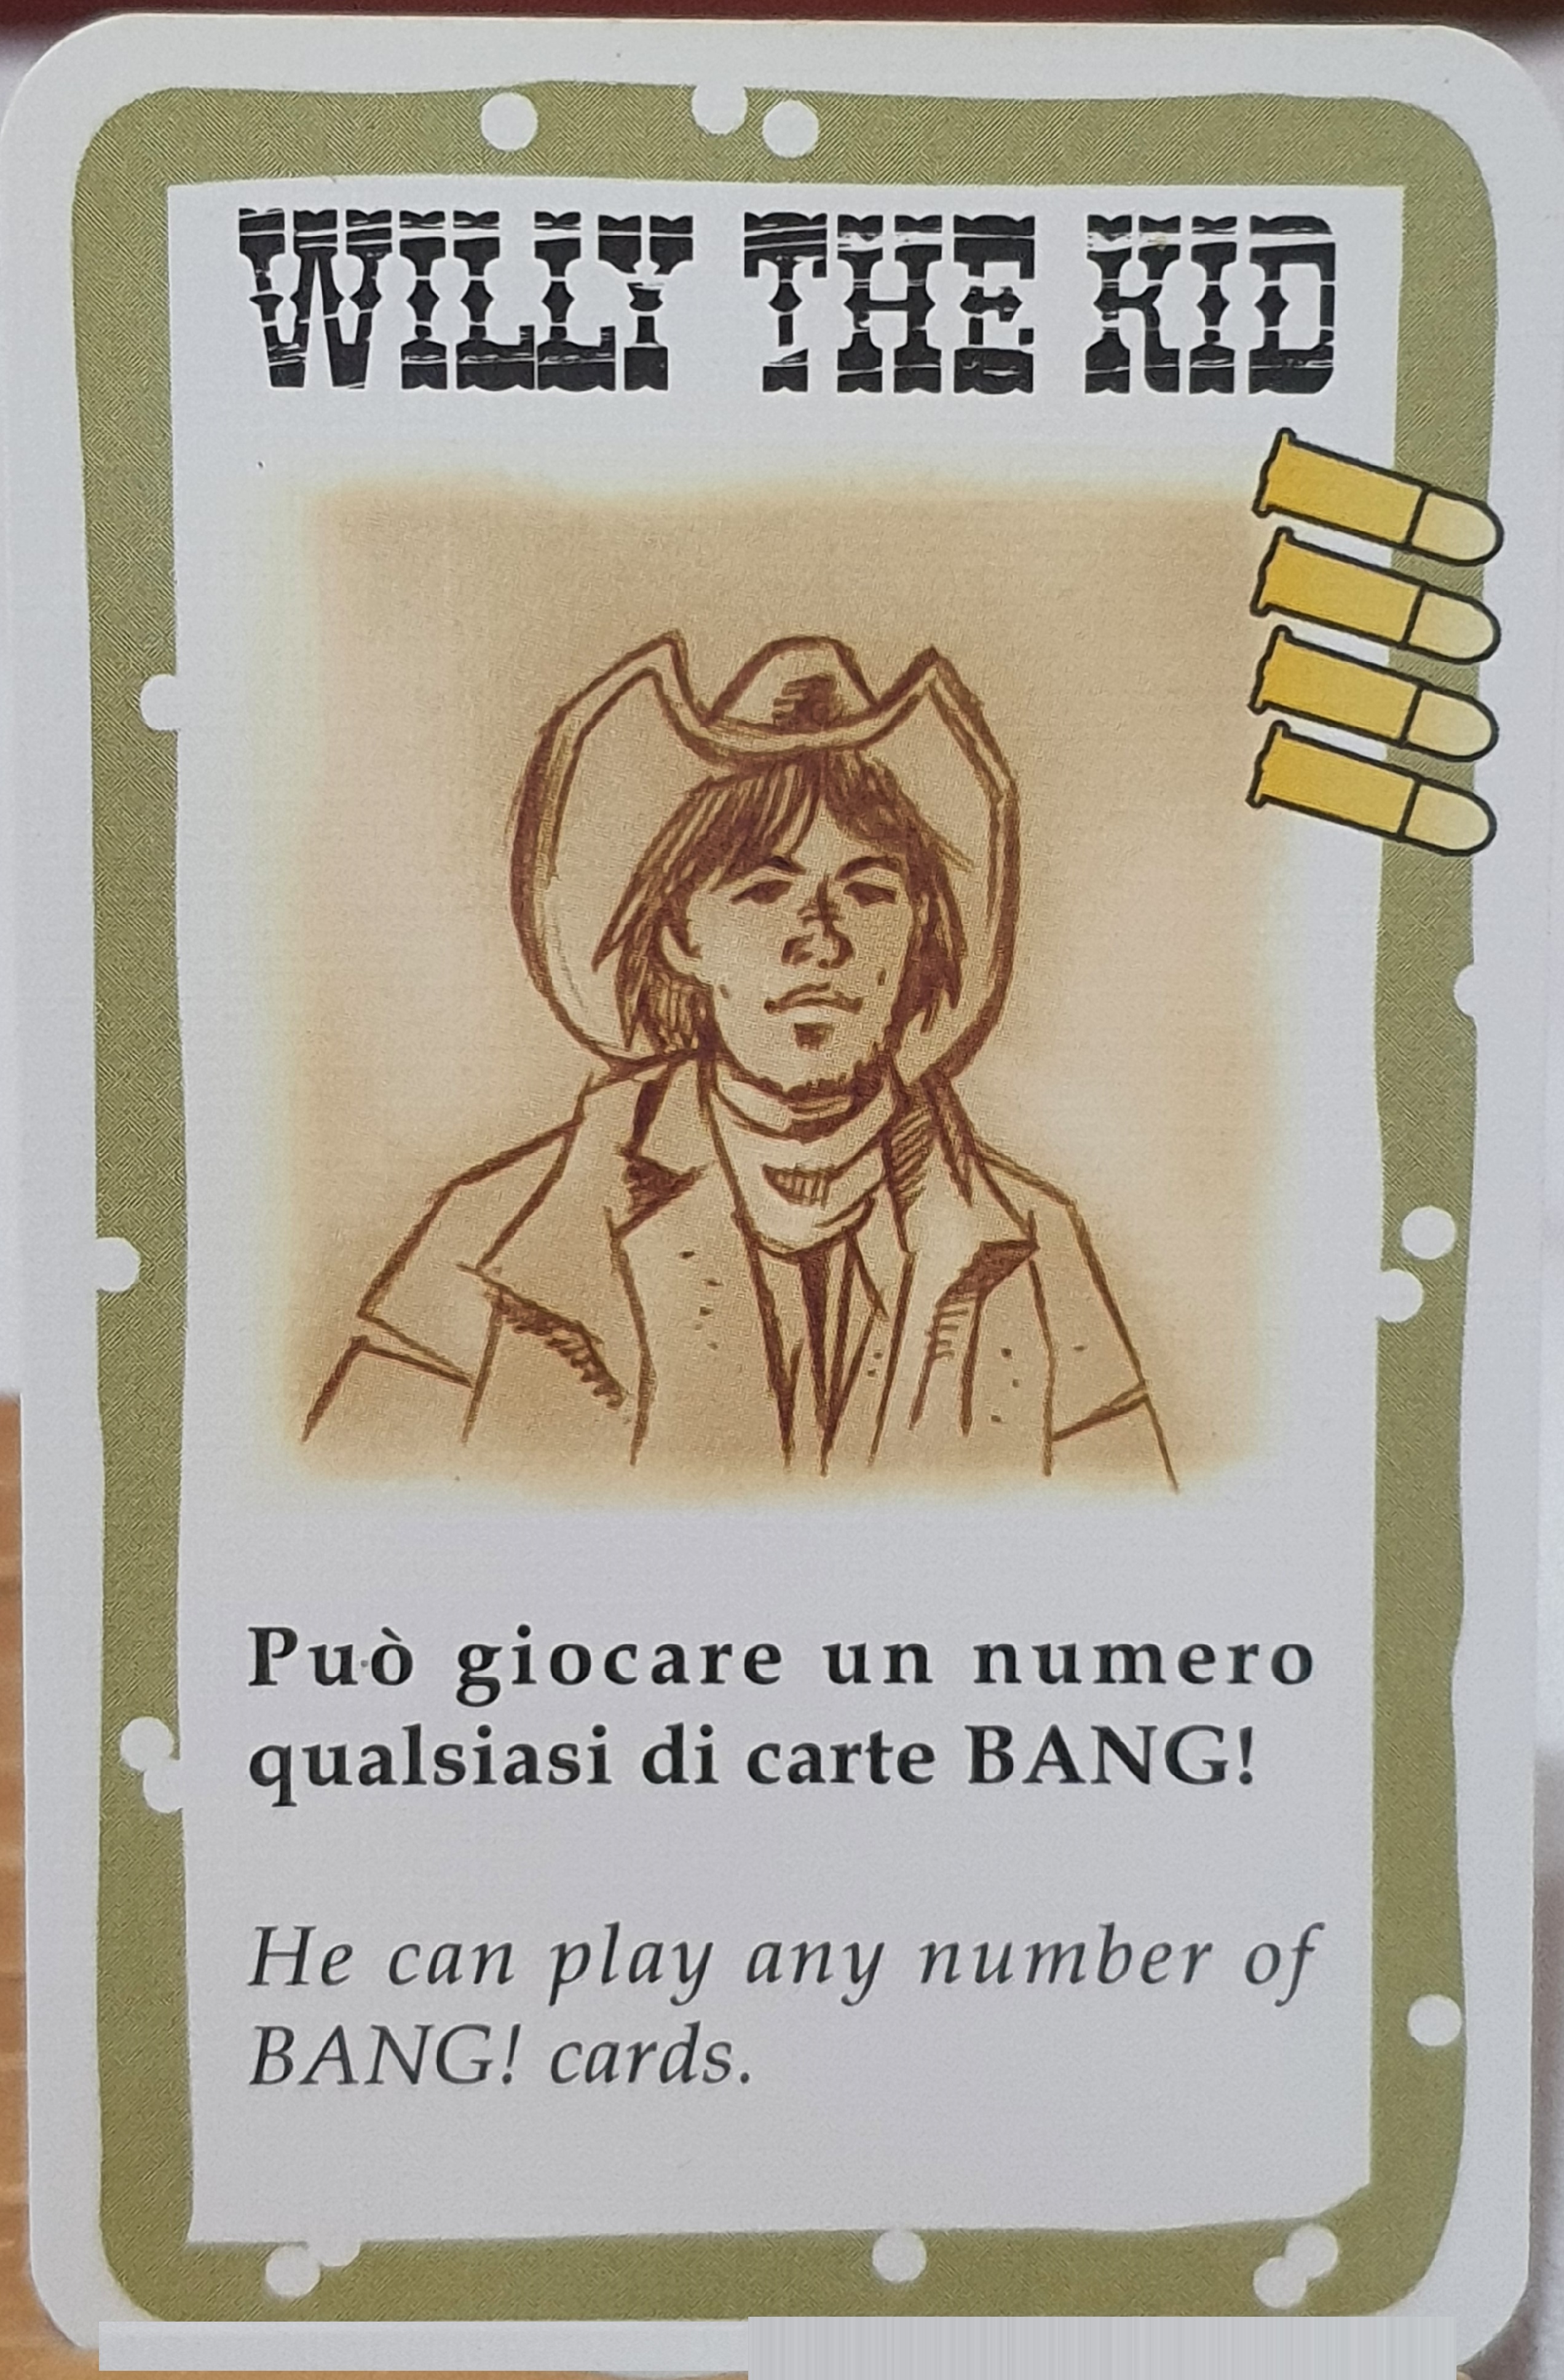 WILLY THE KID
Può giocare un numero
qualsiasi di carte BANG!
He can play any number of
BANG! cards.